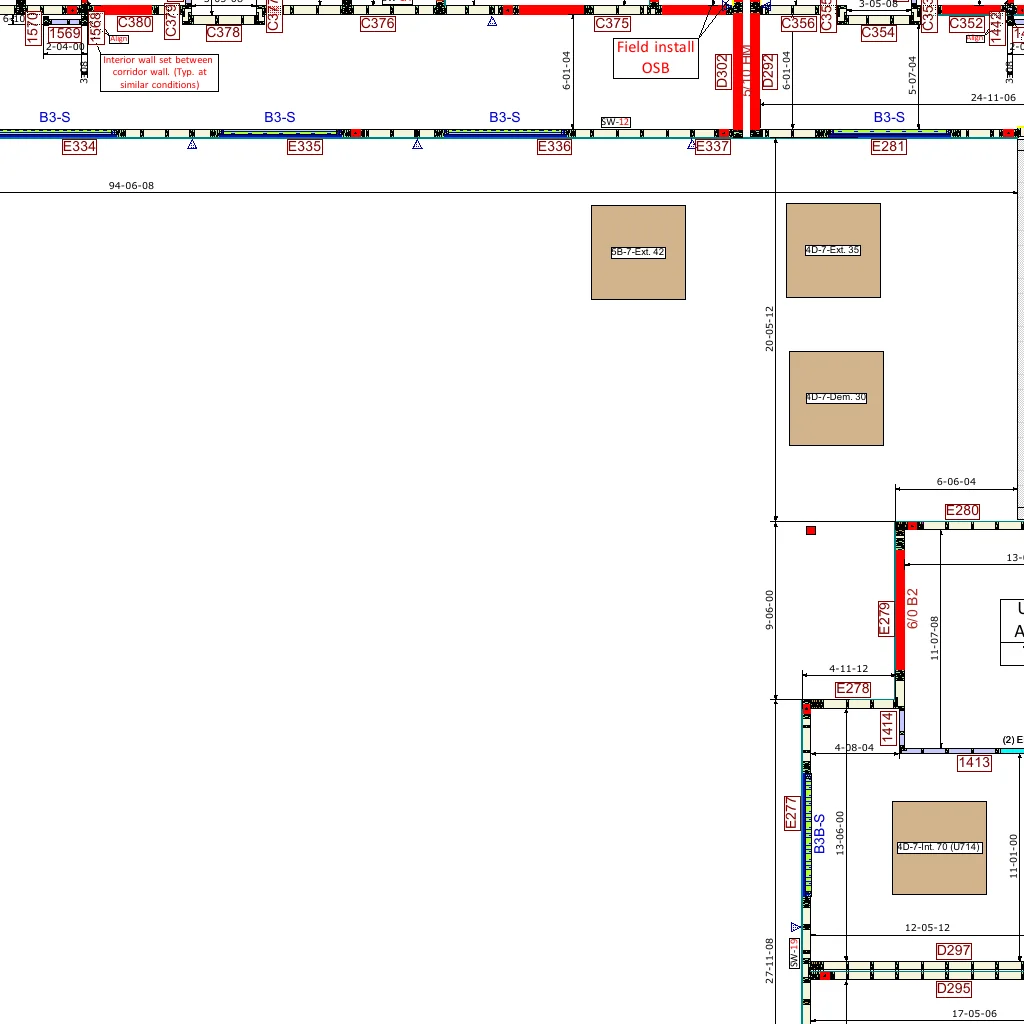 1570
1569
2-04-00
1568
Align
C380
C379
C378
C376
C375
C356
C354
3-05-08
C352
1442
Align
Interior wall set between
corridor wall. (Typ. at
similar conditions)
6-01-04
Field install
OSB
D302
D292
6-01-04
5-07-04
24-11-06
B3-S
B3-S
B3-S
B3-S
SW-12
E334
E335
E336
E337
E281
94-06-08
5B-7-Ext. 42
4D-7-Ext. 35
20-05-12
4D-7-Dem. 30
6-06-04
E280
E279
6/0 B2
11-07-08
9-06-00
4-11-12
E278
1414
4-08-04
(2) E
1413
E277
B3B-S
13-06-00
4D-7-Int. 70 (U714)
11-01-00
12-05-12
SW-19
D297
27-11-08
D295
17-05-06